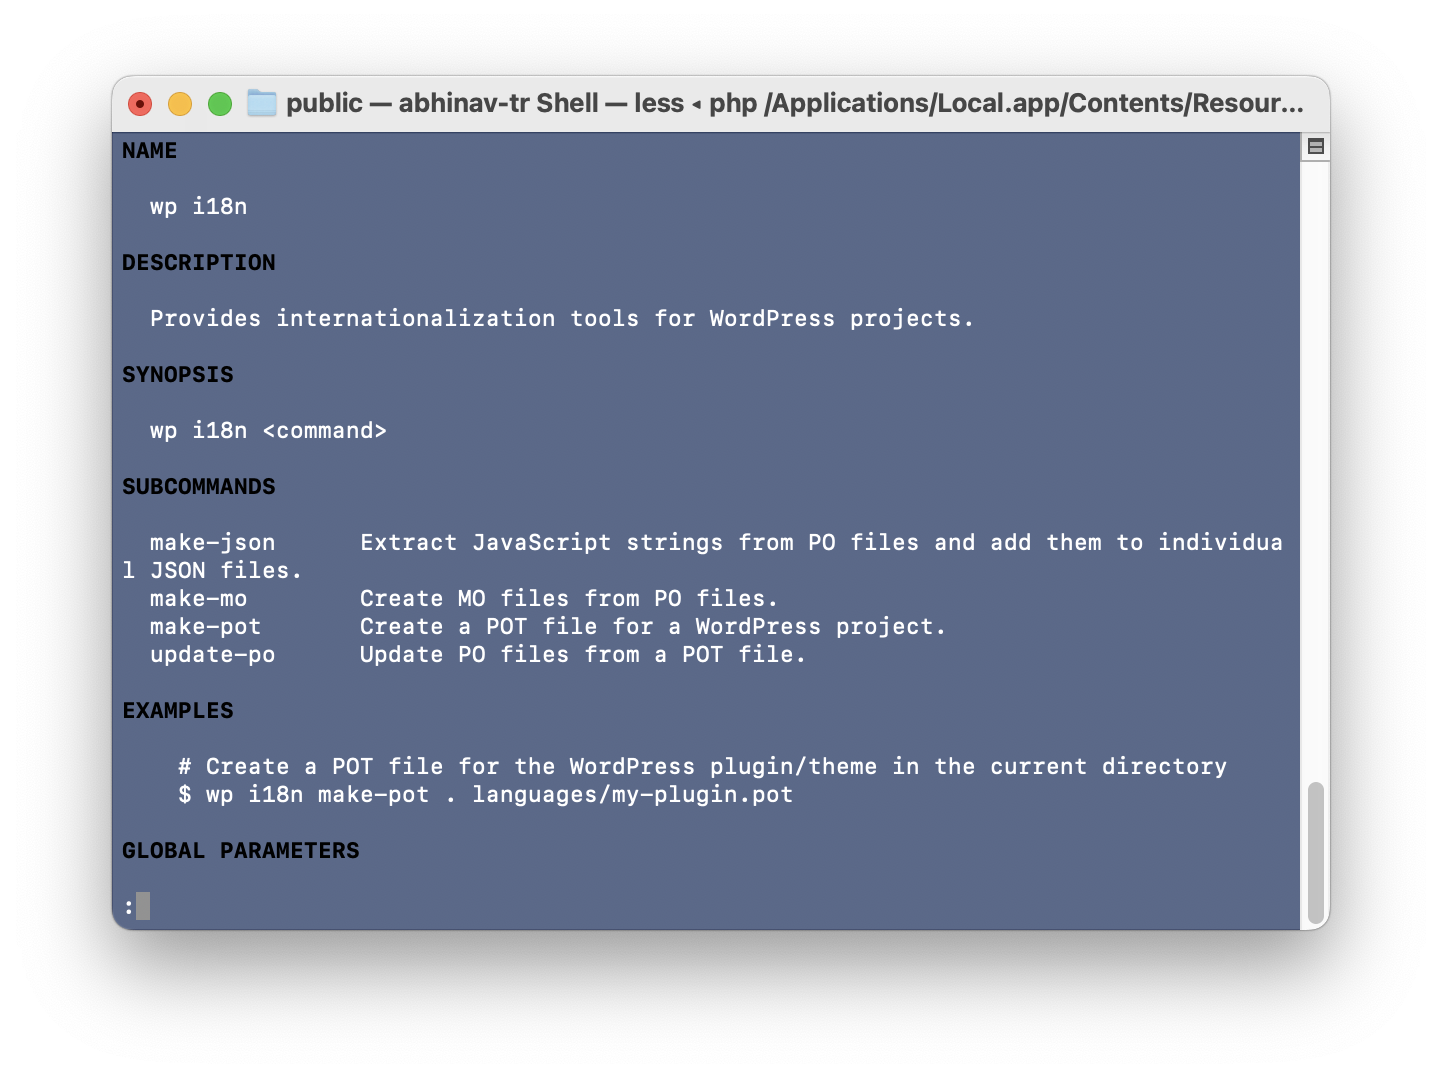 public — abhinav-tr Shell — less ◂ php /Applications/Local.app/Contents/Resour...
NAME
wp i18n
DESCRIPTION
Provides internationalization tools for WordPress projects.
SYNOPSIS
wp i18n <command>
SUBCOMMANDS
make-json      Extract JavaScript strings from PO files and add them to individua
l JSON files.
make-mo        Create MO files from PO files.
make-pot       Create a POT file for a WordPress project.
update-po      Update PO files from a POT file.
EXAMPLES
# Create a POT file for the WordPress plugin/theme in the current directory
$ wp i18n make-pot . languages/my-plugin.pot
GLOBAL PARAMETERS
: